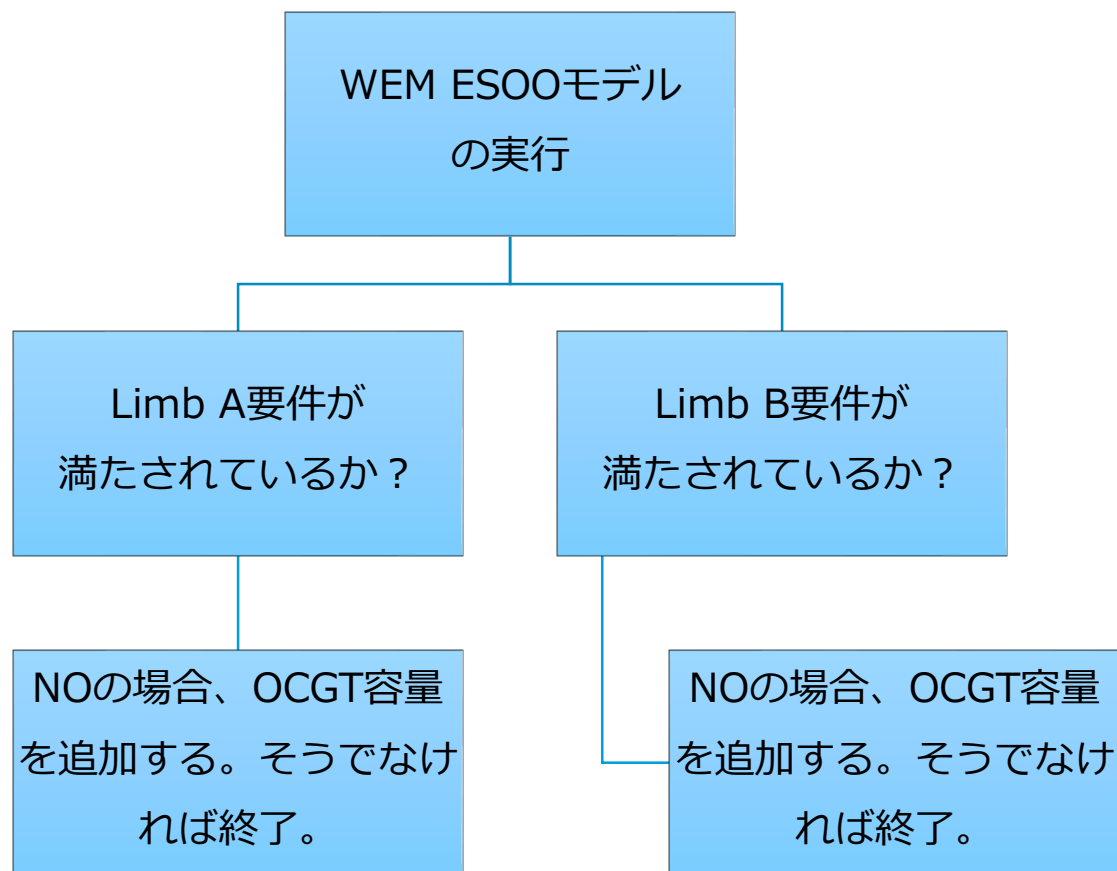 WEM ESOOモデル
の実行
Limb A要件が
満たされているか？
Limb B要件が
満たされているか？
NOの場合、OCGT容量
を追加する。そうでなけ
れば終了。
NOの場合、OCGT容量
を追加する。そうでなけ
れば終了。